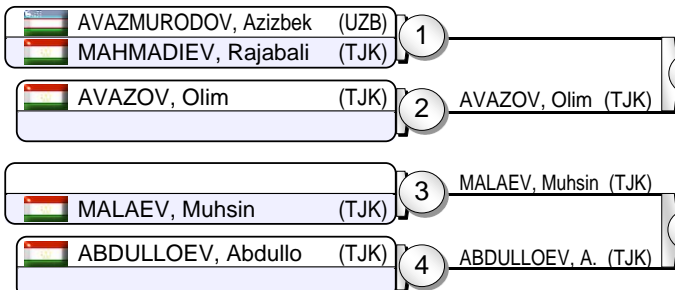 AVAZMURODOV, Azizbek (UZB)
MAHMADIEV, Rajabali (TJK)
1
AVAZOV, Olim (TJK)
2
AVAZOV, Olim (TJK)
3
MALAEV, Muhsin (TJK)
MALAEV, Muhsin (TJK)
ABDULLOEV, Abdullo (TJK)
4
ABDULLOEV, A. (TJK)